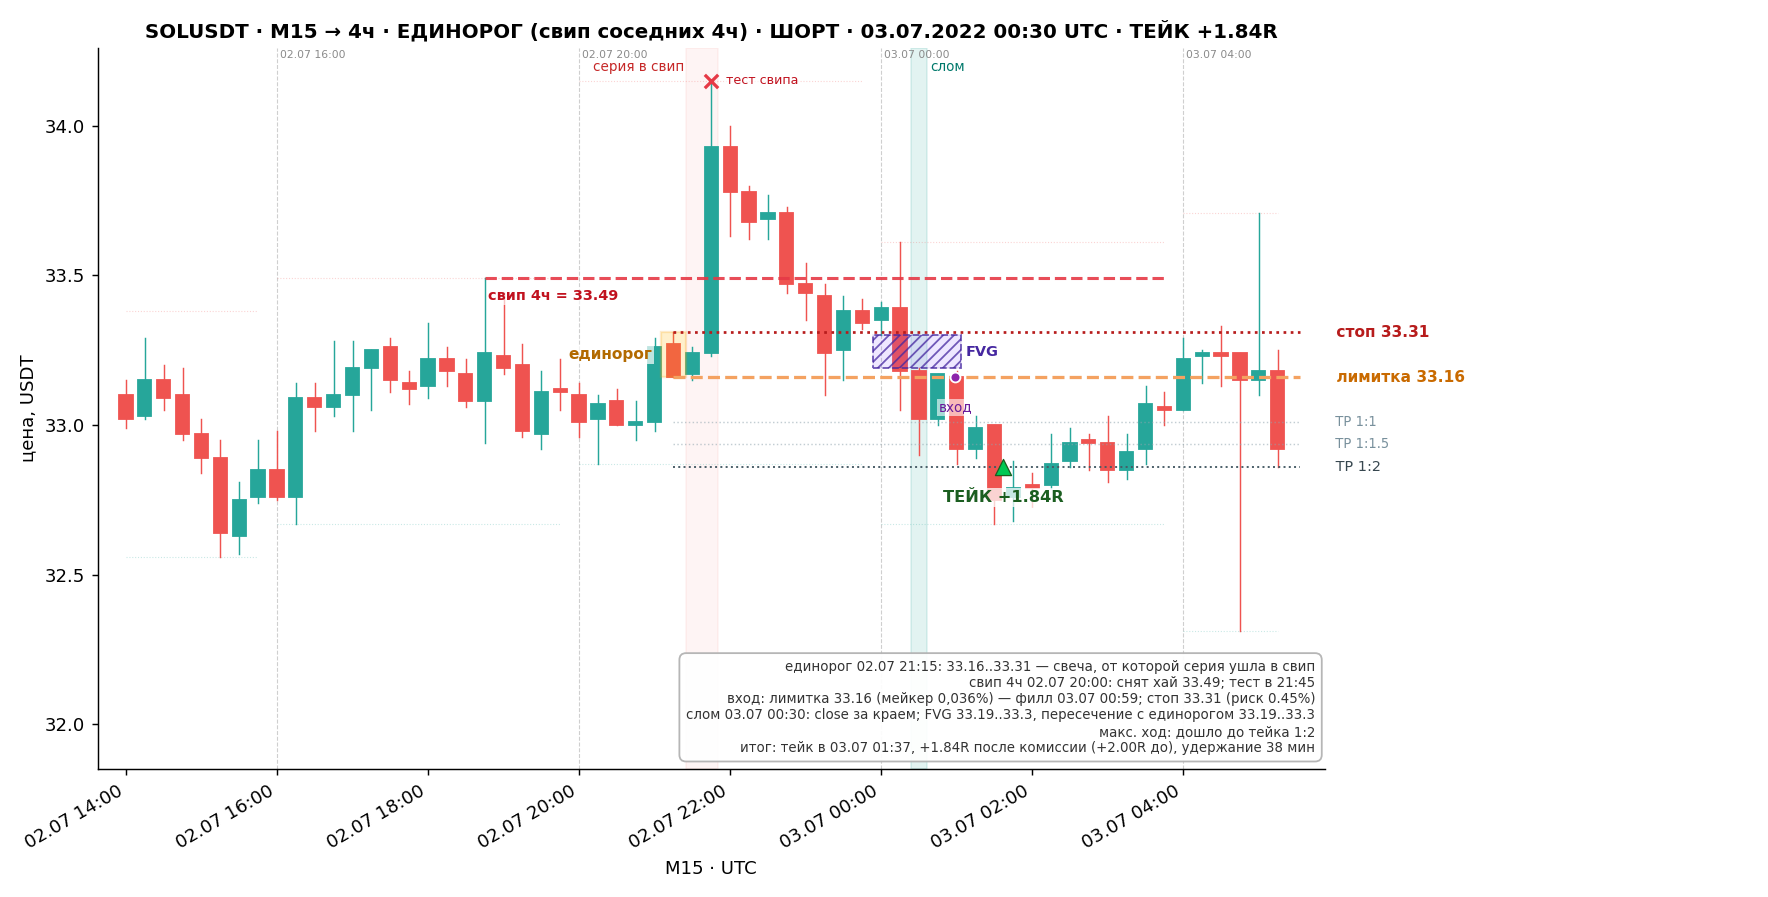 SOLUSDT · M15 → 4ч · ЕДИНОРОГ (свип соседних 4ч) · ШОРТ · 03.07.2022 00:30 UTC · ТЕЙК +1.84R
02.07 16:00
02.07 20:00
03.07 00:00
03.07 04:00
серия в свип
слом
тест свипа
34.0
33.5
33.0
32.5
32.0
цена, USDT
свип 4ч = 33.49
единорог
FVG
вход
ТЕЙК +1.84R
стоп 33.31
лимитка 33.16
TP 1:1
TP 1:1.5
TP 1:2
единорог 02.07 21:15: 33.16..33.31 — свеча, от которой серия ушла в свип
свип 4ч 02.07 20:00: снят хай 33.49; тест в 21:45
вход: лимитка 33.16 (мейкер 0,036%) — филл 03.07 00:59; стоп 33.31 (риск 0.45%)
слом 03.07 00:30: close за краем; FVG 33.19..33.3, пересечение с единорогом 33.19..33.3
макс. ход: дошло до тейка 1:2
итог: тейк в 03.07 01:37, +1.84R после комиссии (+2.00R до), удержание 38 мин
02.07 14:00
02.07 16:00
02.07 18:00
02.07 20:00
02.07 22:00
03.07 00:00
03.07 02:00
03.07 04:00
M15 · UTC